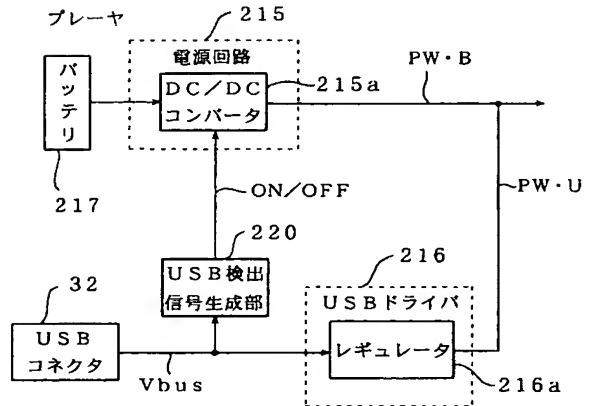 プレーヤ
215
電源回路
PW・B
バッテリ
DC/DC
コンバータ
215a
217
ON/OFF
PW・U
220
216
32
USB検出
信号生成部
USBドライバ
USB
コネクタ
レギュレータ
Vbus
216a